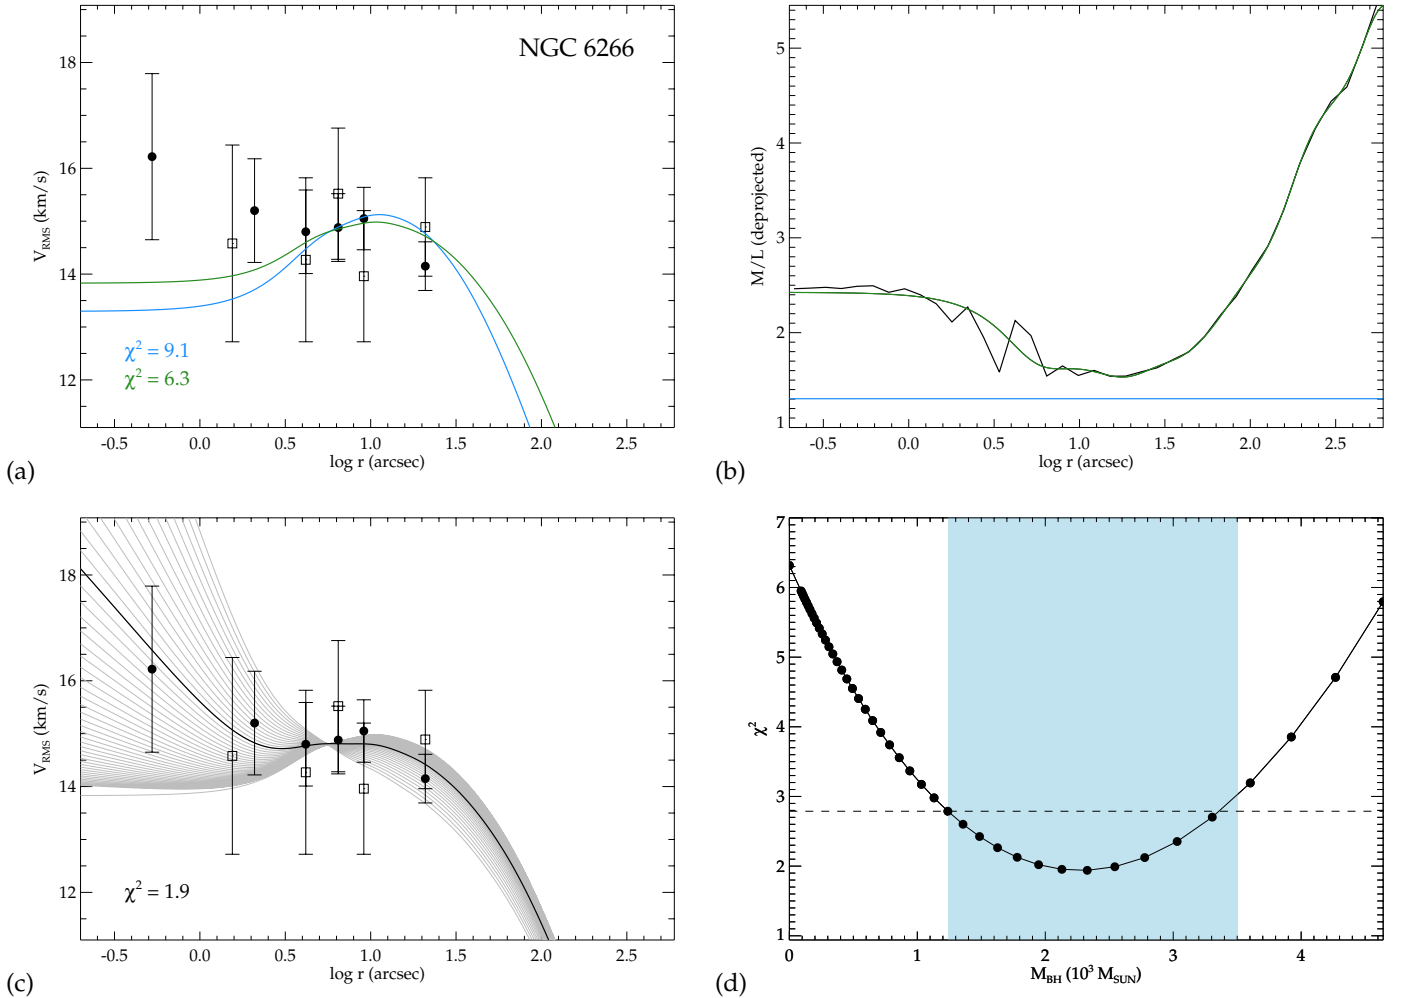 NGC 6266
18
16
14
12
V_RMS (km/s)
χ² = 9.1
χ² = 6.3
-0.5 0.0 0.5 1.0 1.5 2.0 2.5
log r (arcsec)
(a)
5
4
3
2
1
M/L (deprojected)
-0.5 0.0 0.5 1.0 1.5 2.0 2.5
log r (arcsec)
(b)
18
16
14
12
V_RMS (km/s)
χ² = 1.9
-0.5 0.0 0.5 1.0 1.5 2.0 2.5
log r (arcsec)
(c)
7
6
5
4
3
2
1
χ²
0 1 2 3 4
M_BH (10³ M_SUN)
(d)